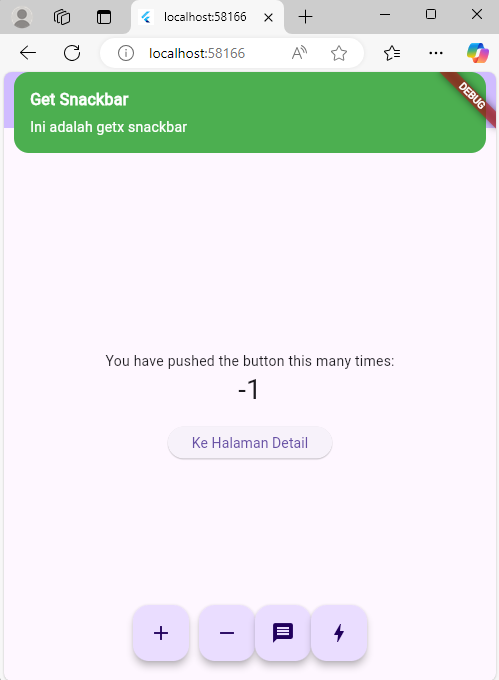 localhost:58166
localhost:58166
Get Snackbar
DEBUG
Ini adalah getx snackbar
You have pushed the button this many times:
-1
Ke Halaman Detail